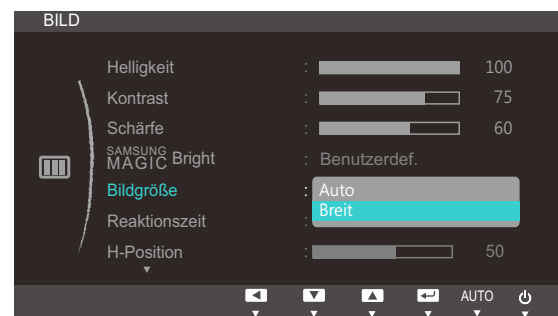 BILD
Helligkeit : 100
Kontrast : 75
Schärfe : 60
SAMSUNG MAGIC Bright : Benutzerdef.
Bildgröße : Auto
Breit
Reaktionszeit :
H-Position : 50
AUTO